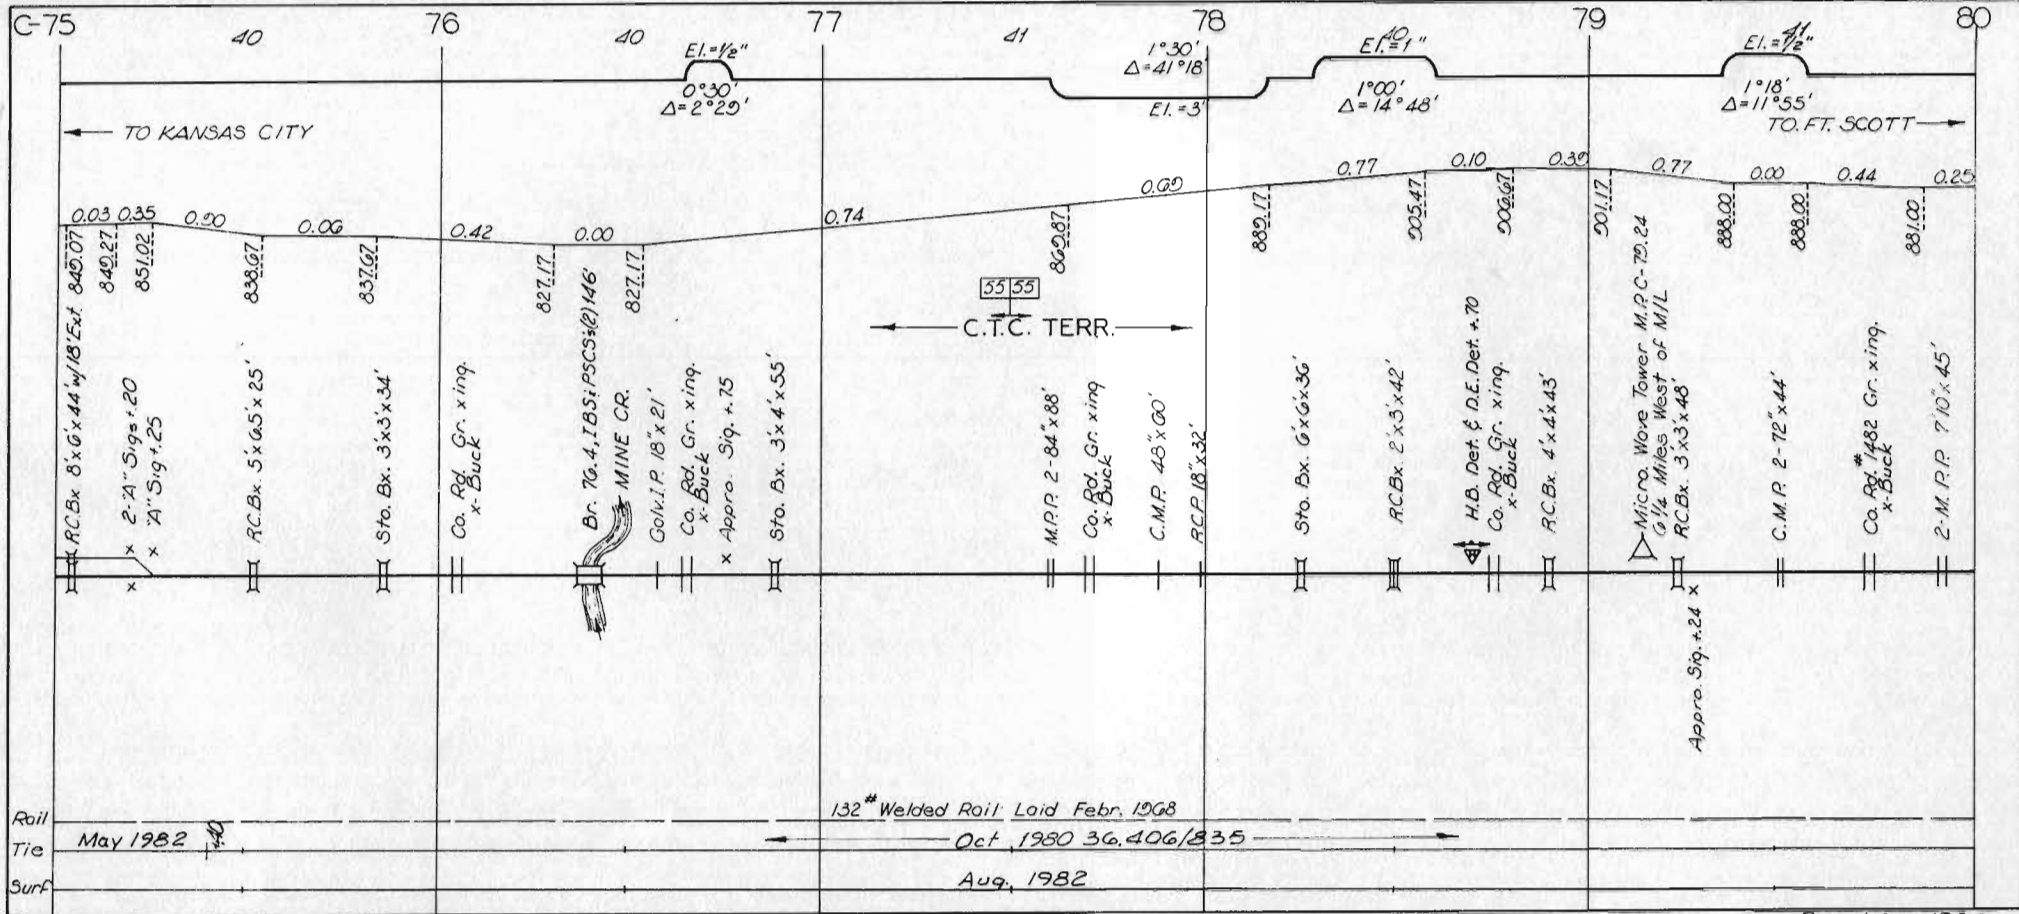 C-75 76 77 78 79 80
40 40 41 40 41
El.=½"
0°30'
Δ=2°29'
1°30'
Δ=41°18'
El.=3"
El.=1"
1°00'
Δ=14°48'
El.=½"
1°18'
Δ=11°55'
TO KANSAS CITY
TO. FT. SCOTT
0.03 0.35 0.90 0.06 0.42 0.00 0.74 0.69 0.77 0.10 0.39 0.77 0.00 0.44 0.25
849.07
849.27
851.02
838.67
837.67
827.17
827.17
869.87
889.17
905.47
906.67
901.17
888.00
888.00
881.00
55 55
C.T.C. TERR.
R.C.Bx. 8'x6'x44' w/18' Ext.
x 2-"A" Sigs +.20
x "A" Sig +.25
x
R.C.Bx. 5'x6.5'x25'
Sto. Bx. 3'x3'x34'
Co. Rd. Gr. xing.
x-Buck
Br. 76.4, I-BS; PSCS's(2) 146'
MINE CR.
Galv.I.P. 18"x21'
Co. Rd. Gr. xing.
x-Buck
x Appro. Sig. +.75
Sto. Bx. 3'x4'x55'
M.P.P. 2-84"x88'
Co. Rd. Gr. xing
x-Buck
C.M.P. 48"x60'
R.C.P. 18"x32'
Sto. Bx. 6'x6'x36'
R.C.Bx. 2'x3'x42'
H.B. Det. & D.E. Det. +.70
Co. Rd. Gr. xing.
x-Buck
R.C. Bx. 4'x4'x43'
Micro. Wave Tower M.P.C-79.24
6¼ Miles West of M/L
R.C.Bx. 3'x3'x48'
Appro. Sig. +.24 x
C.M.P. 2-72"x44'
Co. Rd. #1482 Gr. xing.
x-Buck
2-M.P.P. 7'10"x45'
Rail 132# Welded Rail Laid Febr. 1968
Tie May 1982 .40 Oct. 1980 36,406/835
Surf Aug. 1982